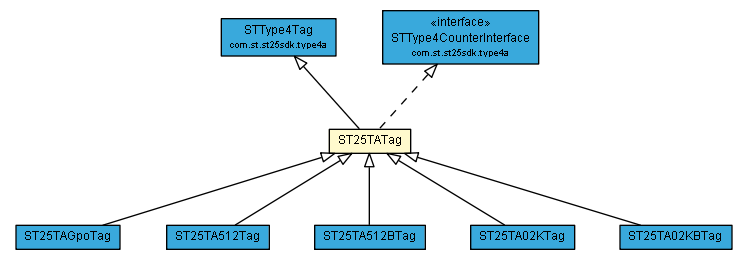 STType4Tag
com.st.st25sdk.type4a
«interface»
STType4CounterInterface
com.st.st25sdk.type4a
ST25TATag
ST25TAGpoTag
ST25TA512Tag
ST25TA512BTag
ST25TA02KTag
ST25TA02KBTag